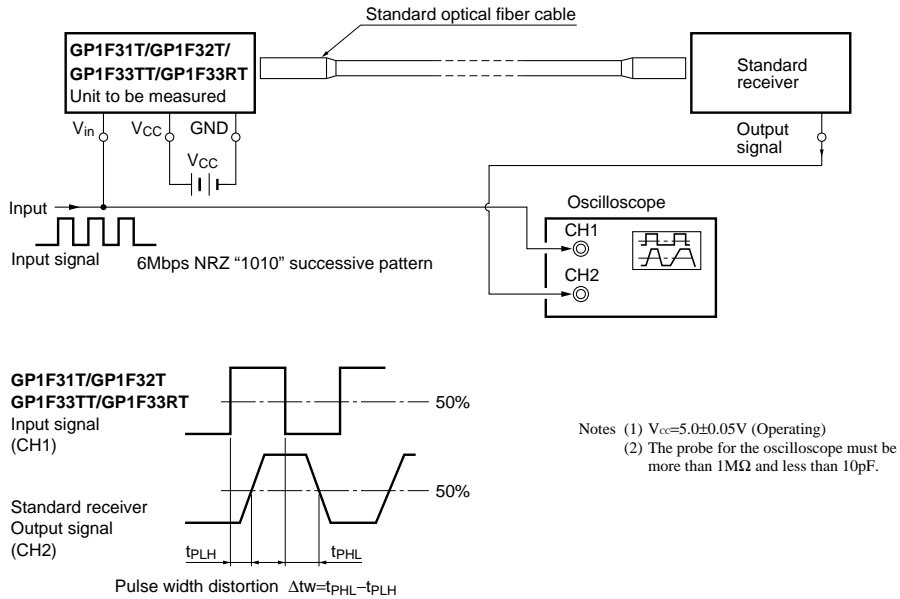 Standard optical fiber cable
GP1F31T/GP1F32T/
GP1F33TT/GP1F33RT
Unit to be measured
Standard
receiver
Vin
VCC
GND
VCC
Output
signal
Input
Input signal
6Mbps NRZ “1010” successive pattern
Oscilloscope
CH1
CH2
GP1F31T/GP1F32T
GP1F33TT/GP1F33RT
Input signal
(CH1)
50%
Standard receiver
Output signal
(CH2)
50%
tPLH
tPHL
Pulse width distortion Δtw=tPHL−tPLH
Notes (1) Vcc=5.0±0.05V (Operating)
(2) The probe for the oscilloscope must be
more than 1MΩ and less than 10pF.